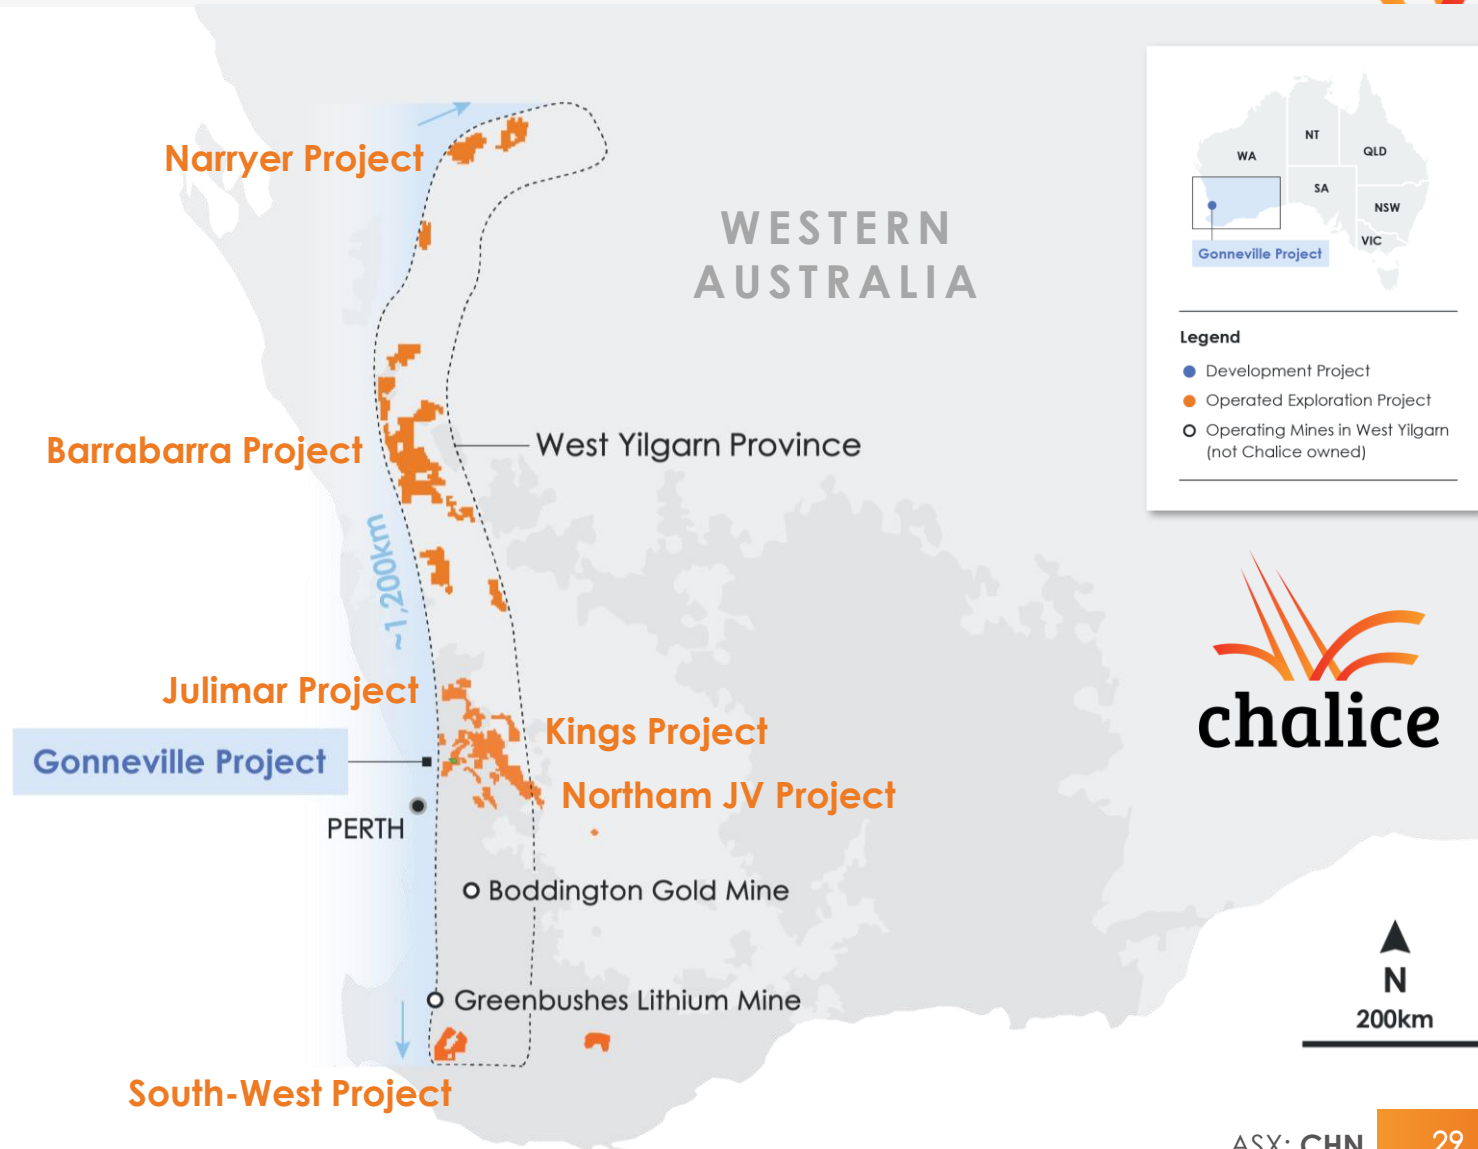 Narryer Project
WESTERN
AUSTRALIA
Barrabarra Project
West Yilgarn Province
~1,200km
Julimar Project
Kings Project
Gonneville Project
Northam JV Project
PERTH
Boddington Gold Mine
Greenbushes Lithium Mine
South-West Project
NT
WA
QLD
SA
NSW
VIC
Gonneville Project
Legend
Development Project
Operated Exploration Project
Operating Mines in West Yilgarn
(not Chalice owned)
chalice
N
200km
ASX: CHN
29